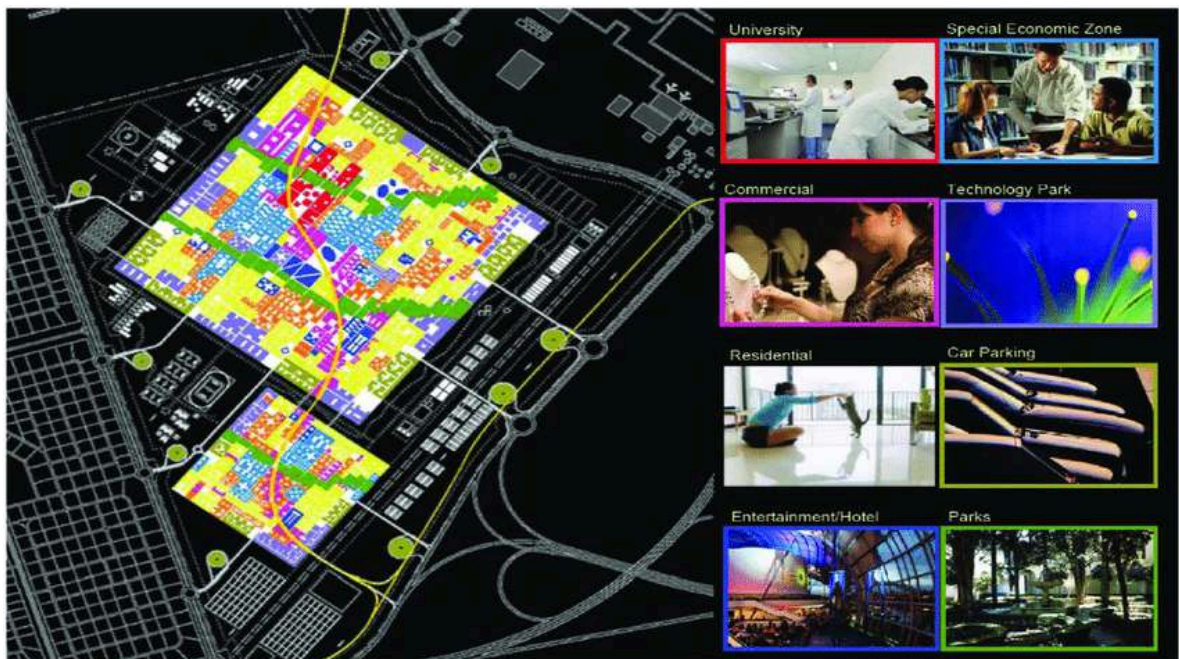 University
Special Economic Zone
Commercial
Technology Park
Residential
Car Parking
Entertainment/Hotel
Parks